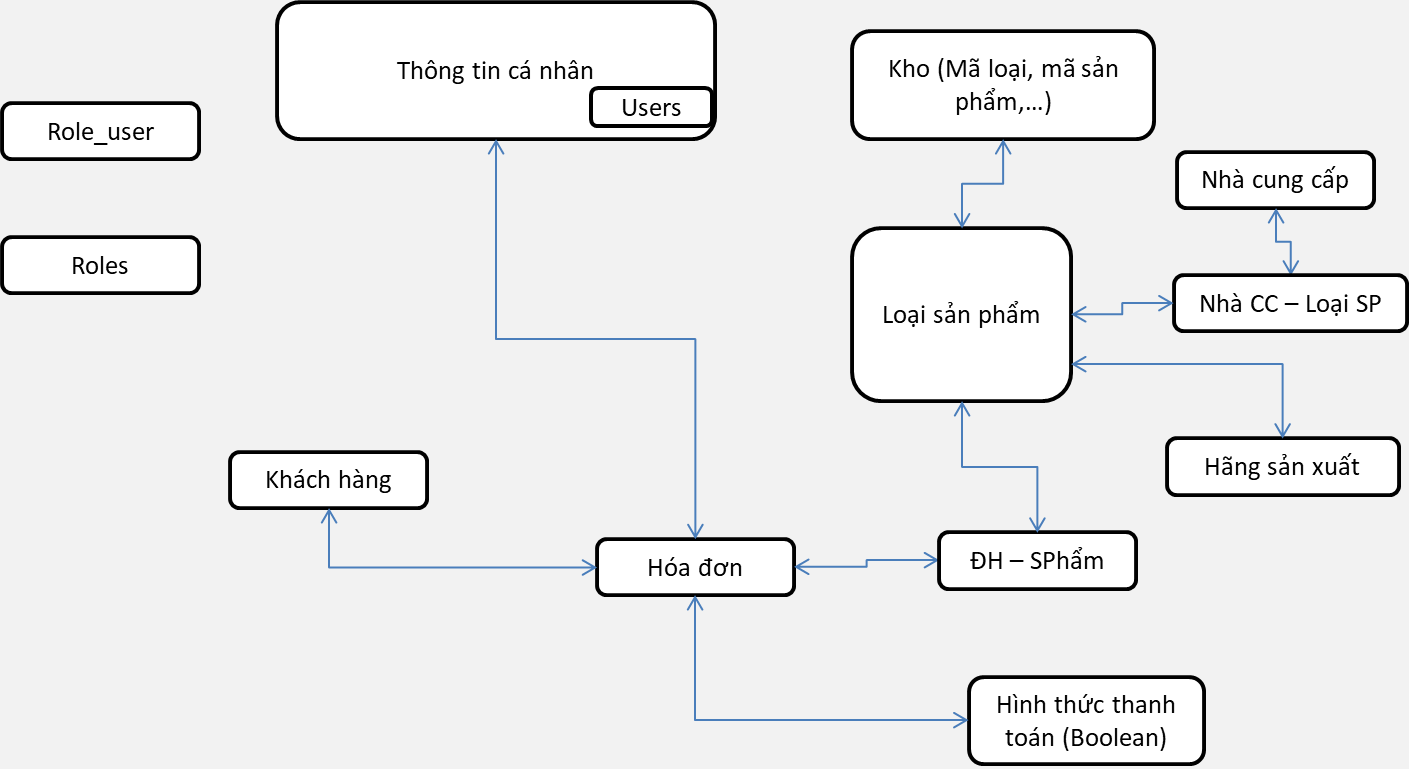 Thông tin cá nhân
Users
Kho (Mã loại, mã sản
phẩm,...)
Role_user
Nhà cung cấp
Roles
Loại sản phẩm
Nhà CC – Loại SP
Hãng sản xuất
Khách hàng
Hóa đơn
ĐH – SPhẩm
Hình thức thanh
toán (Boolean)